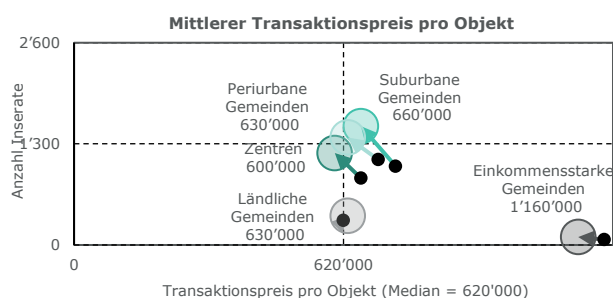 Mittlerer Transaktionspreis pro Objekt
2’600
1’300
0
Anzahl Inserate
Periurbane
Gemeinden
630’000
Suburbane
Gemeinden
660’000
Zentren
600’000
Ländliche
Gemeinden
630’000
Einkommensstarke
Gemeinden
1’160’000
0
620’000
Transaktionspreis pro Objekt (Median = 620'000)